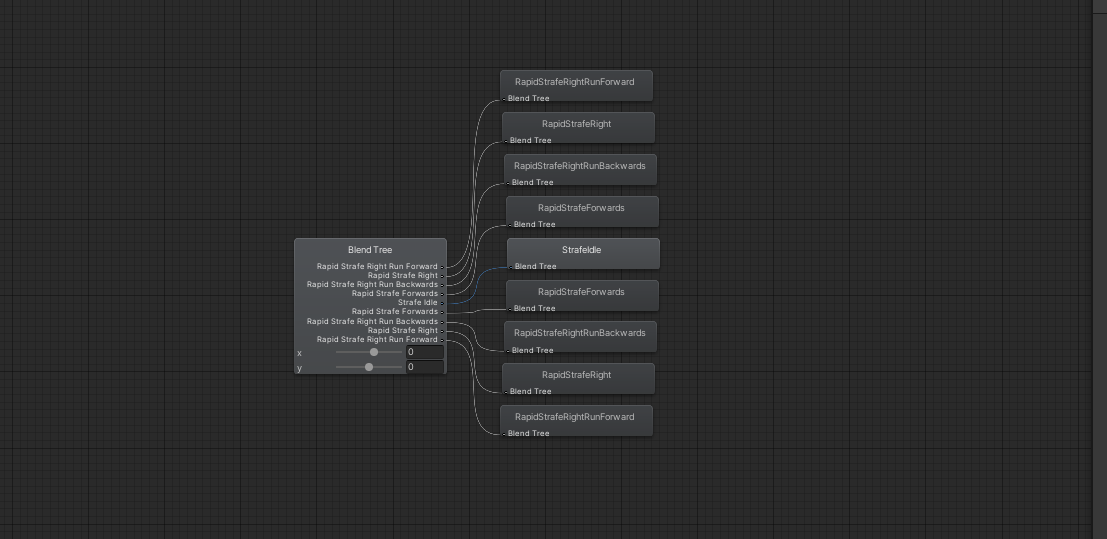 RapidStrafeRightRunForward
Blend Tree
RapidStrafeRight
Blend Tree
RapidStrafeRightRunBackwards
Blend Tree
RapidStrafeForwards
Blend Tree
StrafeIdle
Blend Tree
RapidStrafeForwards
Blend Tree
RapidStrafeRightRunBackwards
Blend Tree
RapidStrafeRight
Blend Tree
RapidStrafeRightRunForward
Blend Tree
Blend Tree
Rapid Strafe Right Run Forward
Rapid Strafe Right
Rapid Strafe Right Run Backwards
Rapid Strafe Forwards
Strafe Idle
Rapid Strafe Forwards
Rapid Strafe Right Run Backwards
Rapid Strafe Right
Rapid Strafe Right Run Forward
x 0
y 0